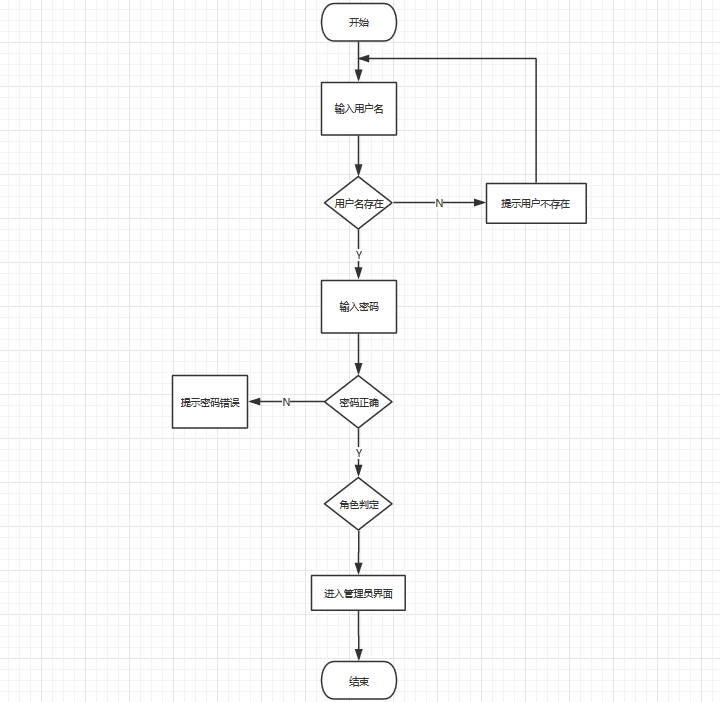 开始
输入用户名
用户名存在
N
提示用户不存在
Y
输入密码
提示密码错误
N
密码正确
Y
角色判定
进入管理员界面
结束